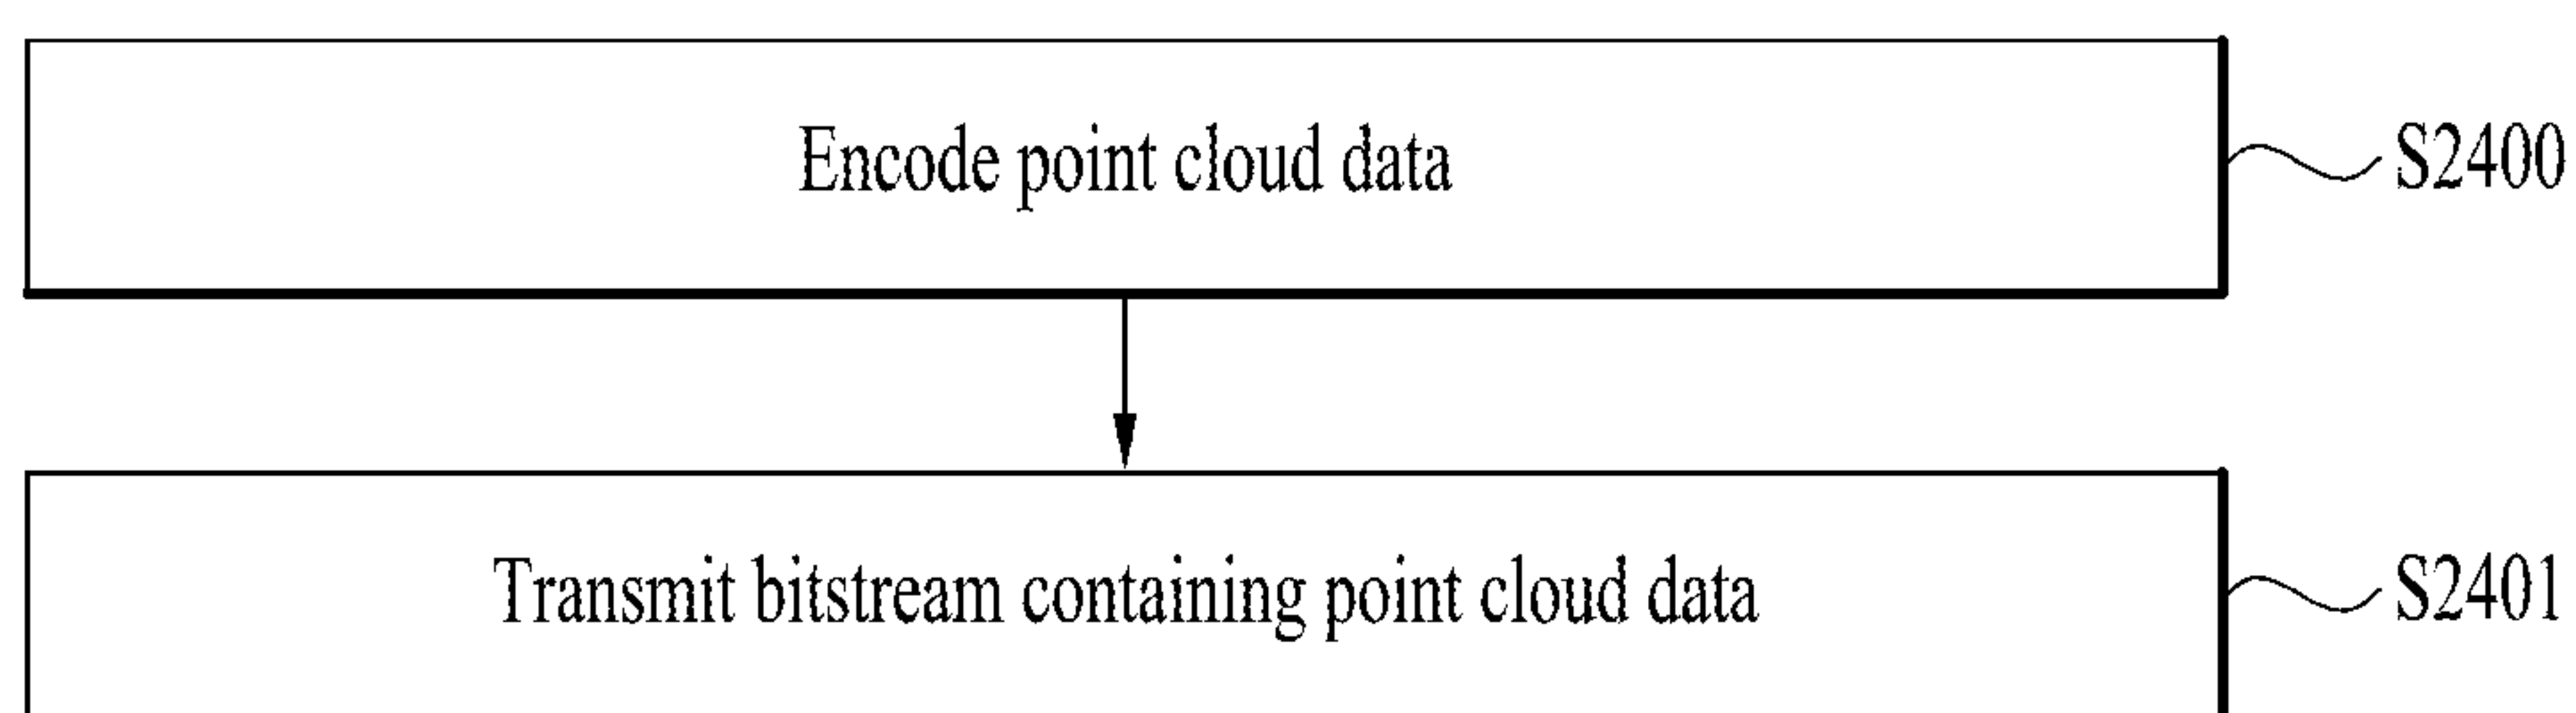 Encode point cloud data
S2400
Transmit bitstream containing point cloud data
S2401